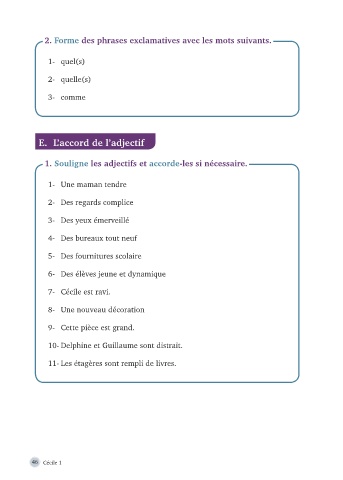 2. Forme des phrases exclamatives avec les mots suivants.
1- quel(s)
2- quelle(s)
3- comme
E. L'accord de l'adjectif
1. Souligne les adjectifs et accorde-les si nécessaire.
1- Une maman tendre
2- Des regards complice
3- Des yeux émerveillé
4- Des bureaux tout neuf
5- Des fournitures scolaire
6- Des élèves jeune et dynamique
7- Cécile est ravi.
8- Une nouveau décoration
9- Cette pièce est grand.
10- Delphine et Guillaume sont distrait.
11- Les étagères sont rempli de livres.
46 Cécile 1